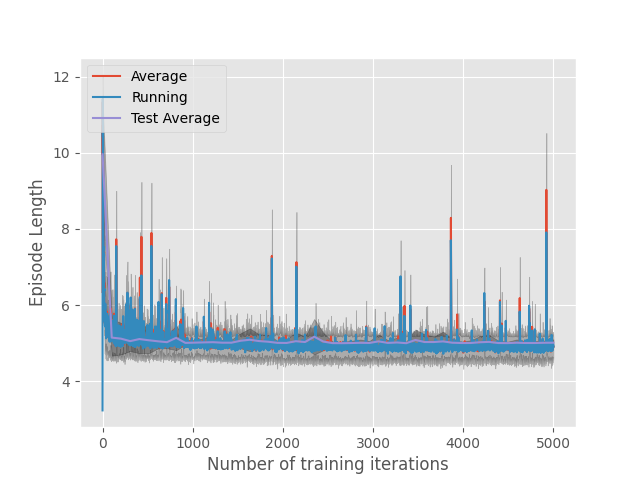 12
10
8
6
4
Episode Length
Average
Running
Test Average
0
1000
2000
3000
4000
5000
Number of training iterations